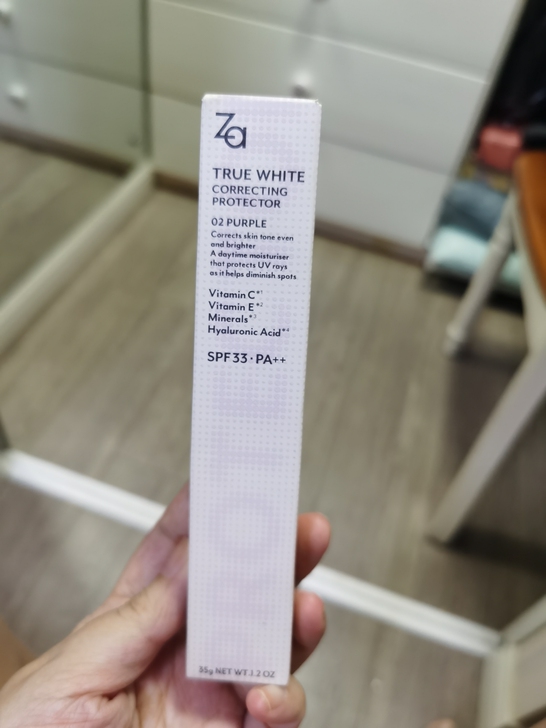 Za
TRUE WHITE
CORRECTING
PROTECTOR
02 PURPLE
Corrects skin tone even
and brighter
A daytime moisturiser
that protects UV rays
as it helps diminish spots
Vitamin C*1
Vitamin E*2
Minerals*3
Hyaluronic Acid*4
SPF33·PA++
35g NET WT.1.2 OZ